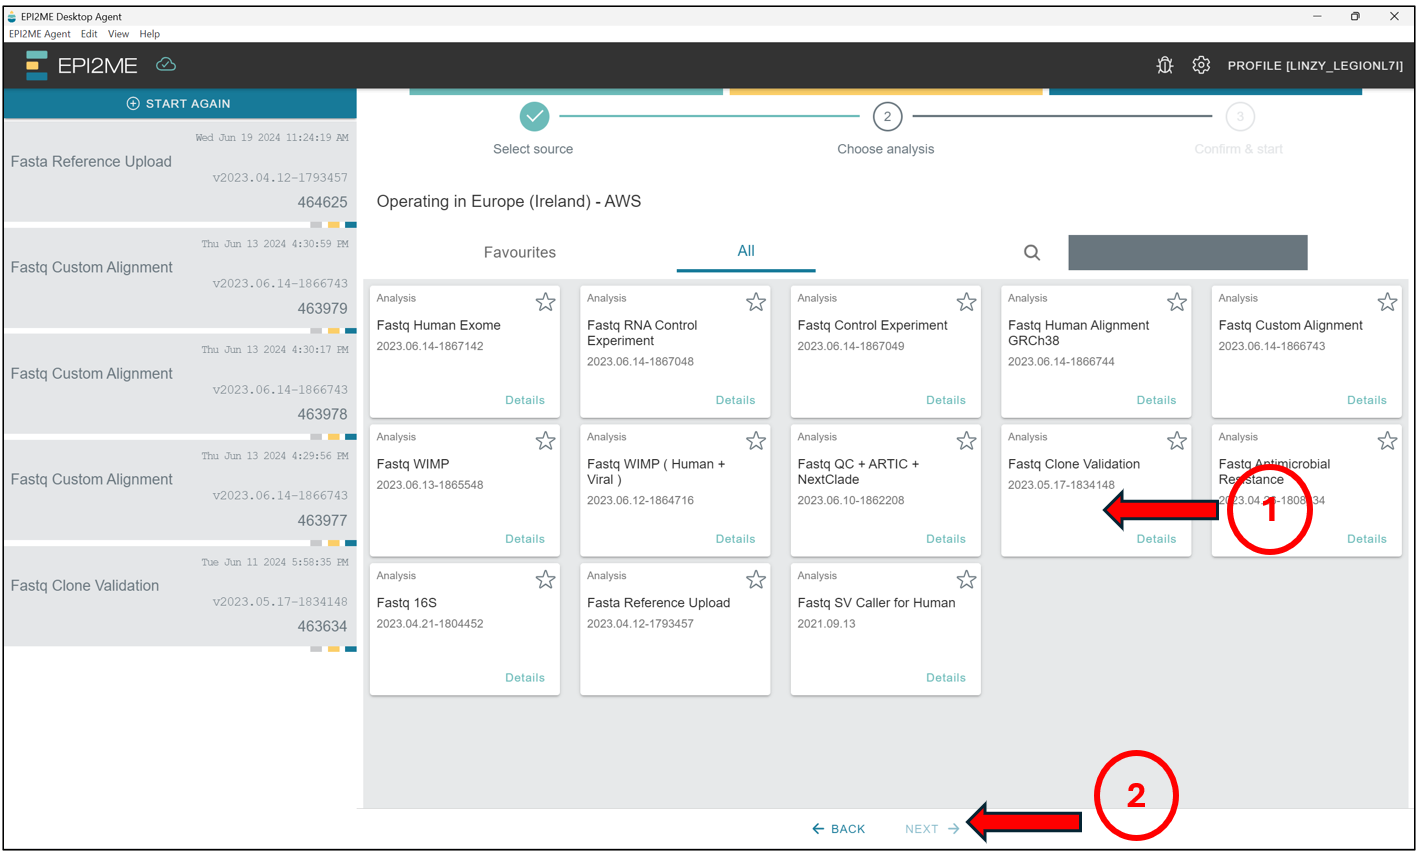 EPI2ME Desktop Agent
EPI2ME Agent Edit View Help
EPI2ME
PROFILE [LINZY_LEGIONL7I]
START AGAIN
Wed Jun 19 2024 11:24:19 AM
Fasta Reference Upload
v2023.04.12-1793457
464625
Thu Jun 13 2024 4:30:59 PM
Fastq Custom Alignment
v2023.06.14-1866743
463979
Thu Jun 13 2024 4:30:17 PM
Fastq Custom Alignment
v2023.06.14-1866743
463978
Thu Jun 13 2024 4:29:56 PM
Fastq Custom Alignment
v2023.06.14-1866743
463977
Tue Jun 11 2024 5:58:35 PM
Fastq Clone Validation
v2023.05.17-1834148
463634
2
3
Select source
Choose analysis
Confirm & start
Operating in Europe (Ireland) - AWS
Favourites
All
Analysis
Fastq Human Exome
2023.06.14-1867142
Details
Analysis
Fastq RNA Control
Experiment
2023.06.14-1867048
Details
Analysis
Fastq Control Experiment
2023.06.14-1867049
Details
Analysis
Fastq Human Alignment
GRCh38
2023.06.14-1866744
Details
Analysis
Fastq Custom Alignment
2023.06.14-1866743
Details
Analysis
Fastq WIMP
2023.06.13-1865548
Details
Analysis
Fastq WIMP ( Human +
Viral )
2023.06.12-1864716
Details
Analysis
Fastq QC + ARTIC +
NextClade
2023.06.10-1862208
Details
Analysis
Fastq Clone Validation
2023.05.17-1834148
Details
Analysis
Fastq Antimicrobial
Resistance
1
Details
Analysis
Fastq 16S
2023.04.21-1804452
Details
Analysis
Fasta Reference Upload
2023.04.12-1793457
Analysis
Fastq SV Caller for Human
2021.09.13
Details
2
BACK
NEXT